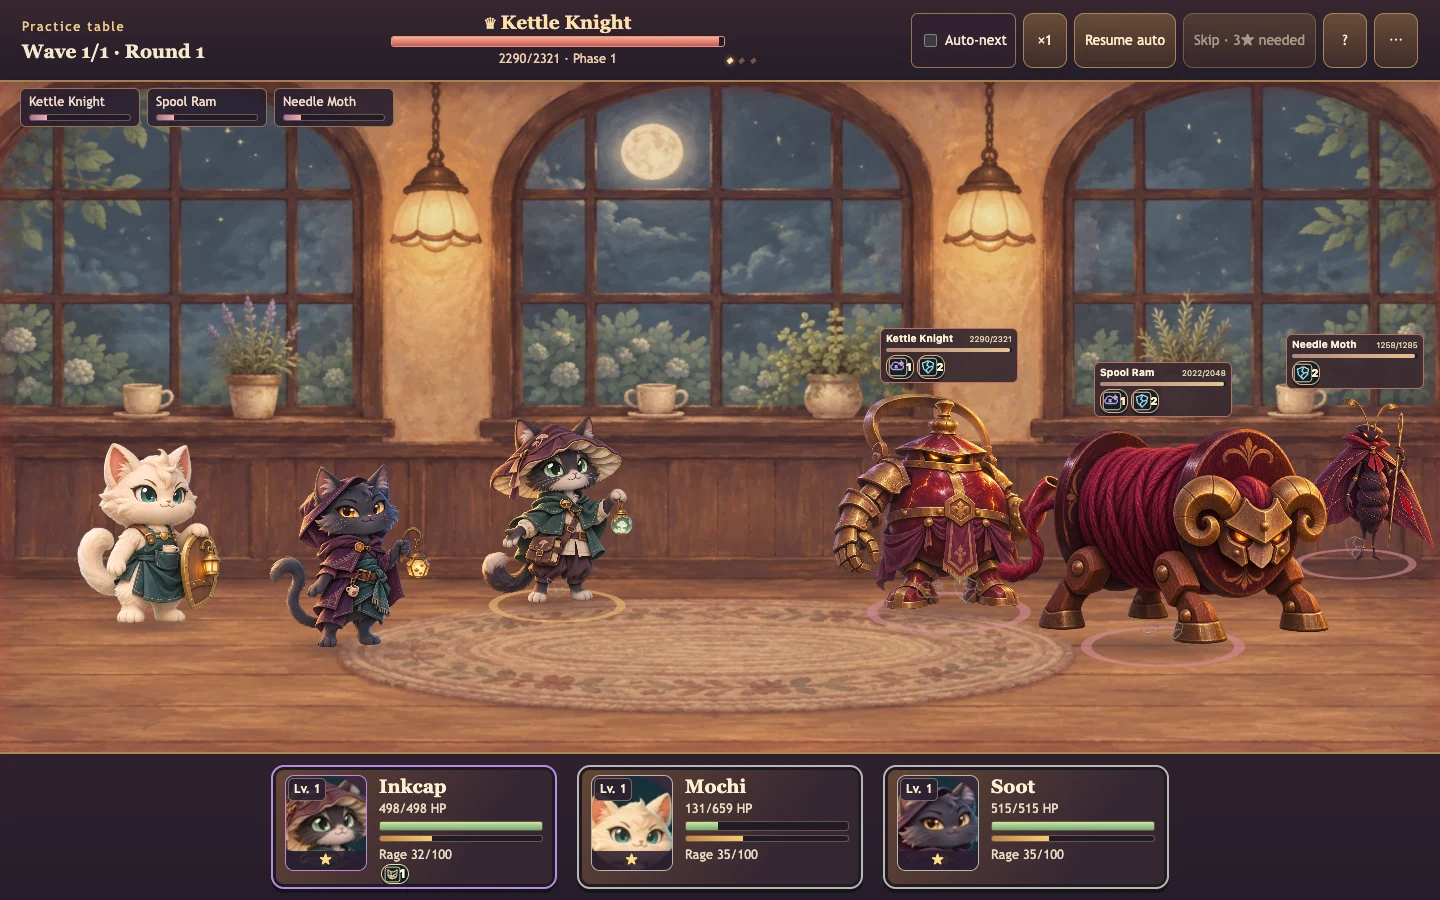 Practice table
Wave 1/1 · Round 1
Kettle Knight
2290/2321 · Phase 1
Auto-next
×1
Resume auto
Skip · 3★ needed
?
...
Kettle Knight
Spool Ram
Needle Moth
Kettle Knight 2290/2321
1 2
Spool Ram 2022/2048
1 2
Needle Moth 1258/1285
2
Lv. 1
Inkcap
498/498 HP
Rage 32/100
1
Lv. 1
Mochi
131/659 HP
Rage 35/100
Lv. 1
Soot
515/515 HP
Rage 35/100